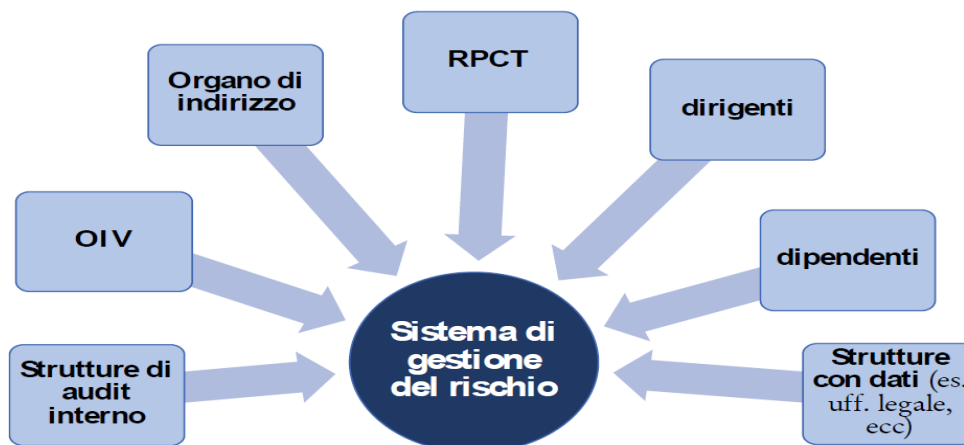 RPCT
Organo di
indirizzo
dirigenti
OIV
dipendenti
Sistema di
gestione
del rischio
Strutture di
audit
interno
Strutture
con dati (es.
uff. legale,
ecc)